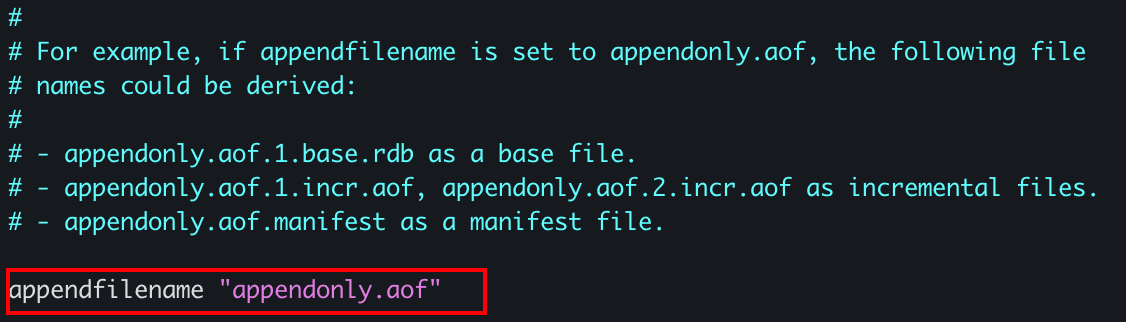 #
# For example, if appendfilename is set to appendonly.aof, the following file
# names could be derived:
#
# - appendonly.aof.1.base.rdb as a base file.
# - appendonly.aof.1.incr.aof, appendonly.aof.2.incr.aof as incremental files.
# - appendonly.aof.manifest as a manifest file.
appendfilename "appendonly.aof"